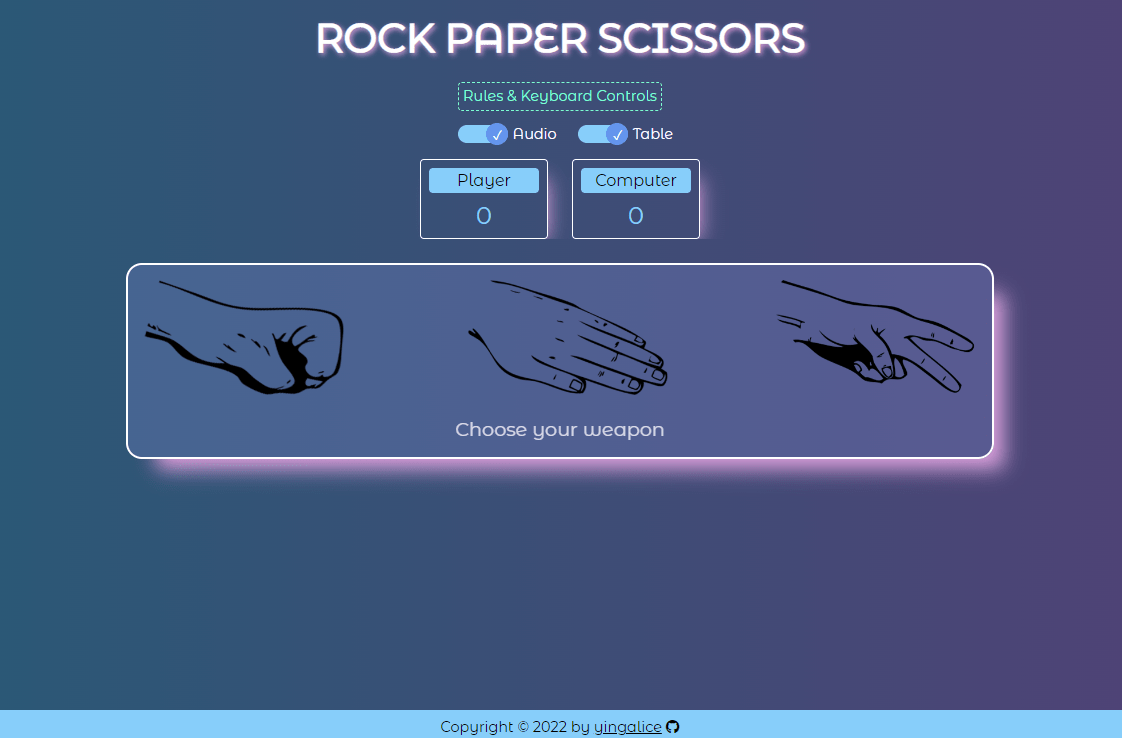 ROCK PAPER SCISSORS
Rules & Keyboard Controls
Audio Table
Player Computer
0 0
Choose your weapon
Copyright © 2022 by yingalice